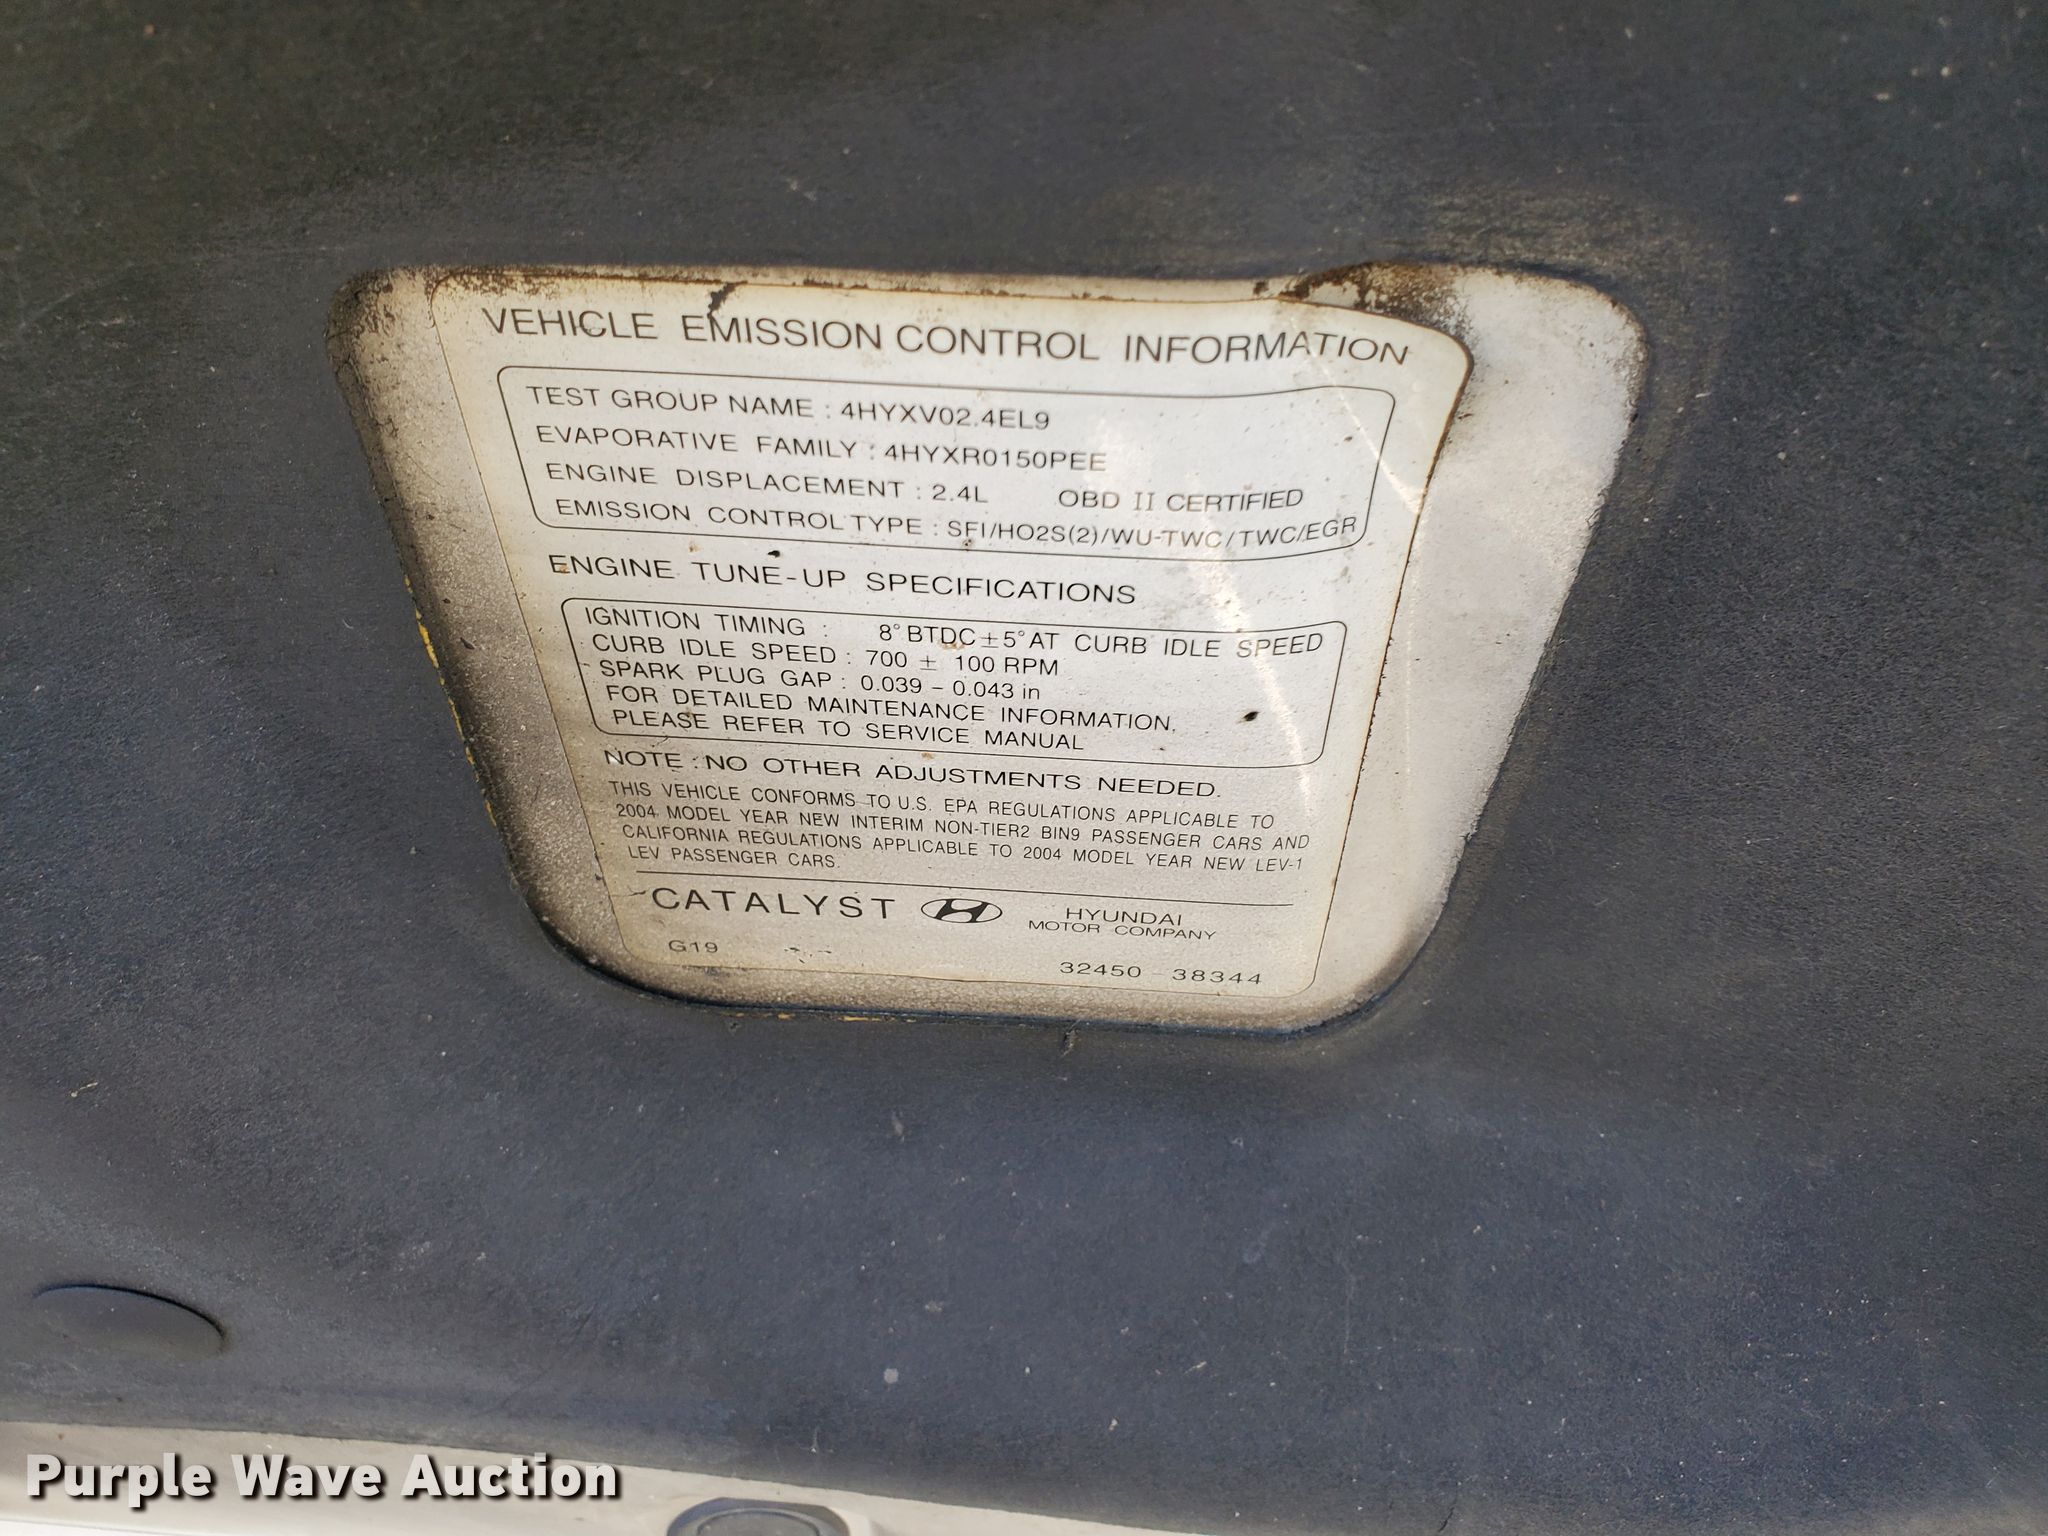 VEHICLE EMISSION CONTROL INFORMATION
TEST GROUP NAME : 4HYXV02.4EL9
EVAPORATIVE FAMILY : 4HYXR0150PEE
ENGINE DISPLACEMENT : 2.4L OBD II CERTIFIED
EMISSION CONTROL TYPE : SFI/HO2S(2)/WU-TWC/TWC/EGR
ENGINE TUNE-UP SPECIFICATIONS
IGNITION TIMING : 8° BTDC ± 5° AT CURB IDLE SPEED
CURB IDLE SPEED : 700 ± 100 RPM
SPARK PLUG GAP : 0.039 - 0.043 in
FOR DETAILED MAINTENANCE INFORMATION,
PLEASE REFER TO SERVICE MANUAL
NOTE : NO OTHER ADJUSTMENTS NEEDED.
THIS VEHICLE CONFORMS TO U.S. EPA REGULATIONS APPLICABLE TO
2004 MODEL YEAR NEW INTERIM NON-TIER2 BIN9 PASSENGER CARS AND
CALIFORNIA REGULATIONS APPLICABLE TO 2004 MODEL YEAR NEW LEV-1
LEV PASSENGER CARS.
CATALYST HYUNDAI
MOTOR COMPANY
G19 32450-38344
Purple Wave Auction